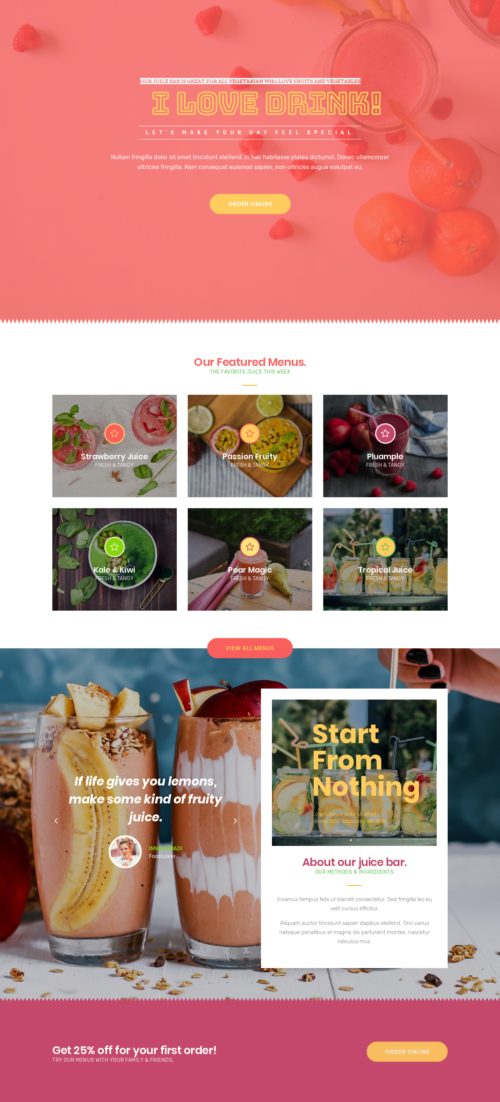 OUR JUICE BAR IS GREAT FOR ALL VEGETARIAN WHO LOVE FRUITS AND VEGETABLES
I LOVE DRINK!
LET'S MAKE YOUR DAY FEEL SPECIAL
Nullam fringilla dolor sit amet tincidunt eleifend. In hac habitasse platea dictumst. Donec ullamcorper
ultricies fringilla. Nam consequat euismod sapien, non ultricies augue volutpat eu.
ORDER ONLINE
Our Featured Menus.
THE FAVORITE JUICE THIS WEEK
Strawberry Juice
FRESH & TANGY
Passion Fruity
FRESH & TANGY
Pluample
FRESH & TANGY
Kale & Kiwi
FRESH & TANGY
Pear Magic
FRESH & TANGY
Tropical Juice
FRESH & TANGY
VIEW ALL MENUS
If life gives you lemons,
make some kind of fruity
juice.
Food Lover
Start
From
Nothing
About our juice bar.
OUR METHODS & INGREDIENTS
Vivamus tempus felis ut blandit consectetur. Sed fringilla leo eu
velit cursus efficitur.
Aliquam auctor tincidunt sapien dapibus eleifend. Orci varius
natoque penatibus et magnis dis parturient montes, nascetur
ridiculus mus.
Get 25% off for your first order!
TRY OUR MENUS WITH YOUR FAMILY & FRIENDS.
ORDER ONLINE